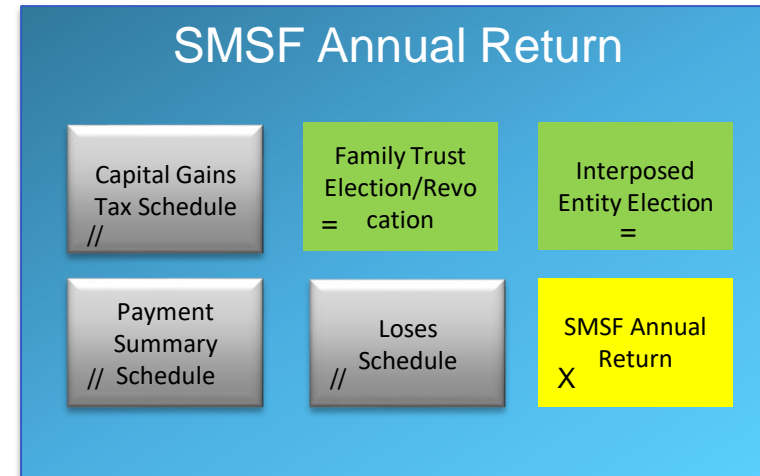 SMSF Annual Return
Capital Gains
Tax Schedule
//
Family Trust
Election/Revo
= cation
Interposed
Entity Election
=
Payment
Summary
// Schedule
Loses
Schedule
//
SMSF Annual
Return
X